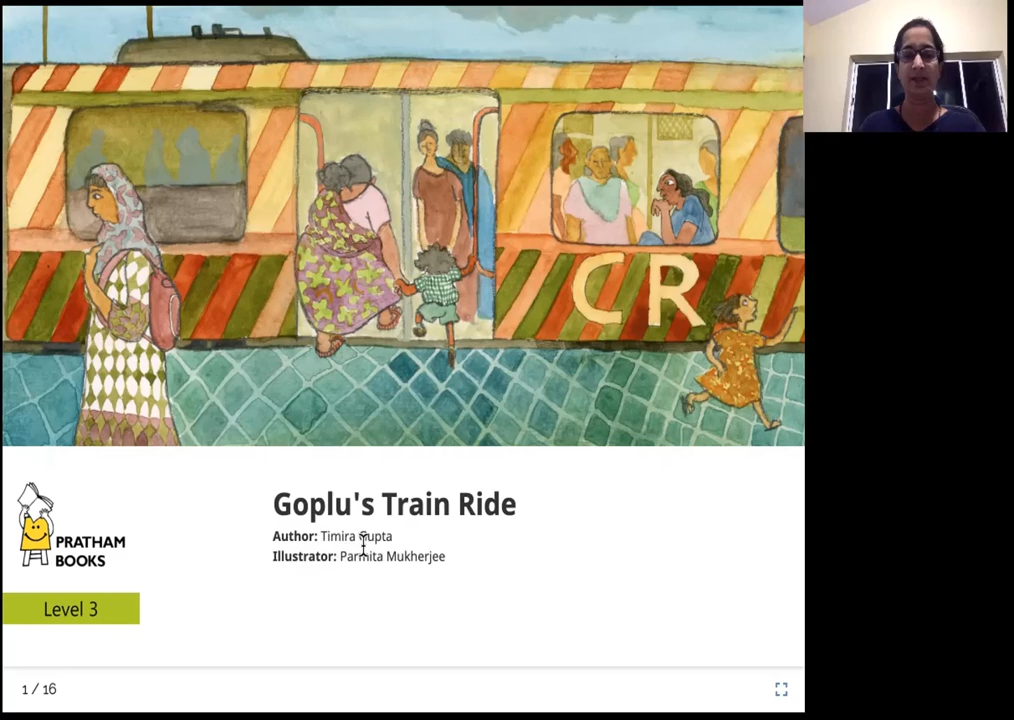 CR
Goplu's Train Ride
Author: Timira Gupta
Illustrator: Parmita Mukherjee
PRATHAM
BOOKS
Level 3
1 / 16